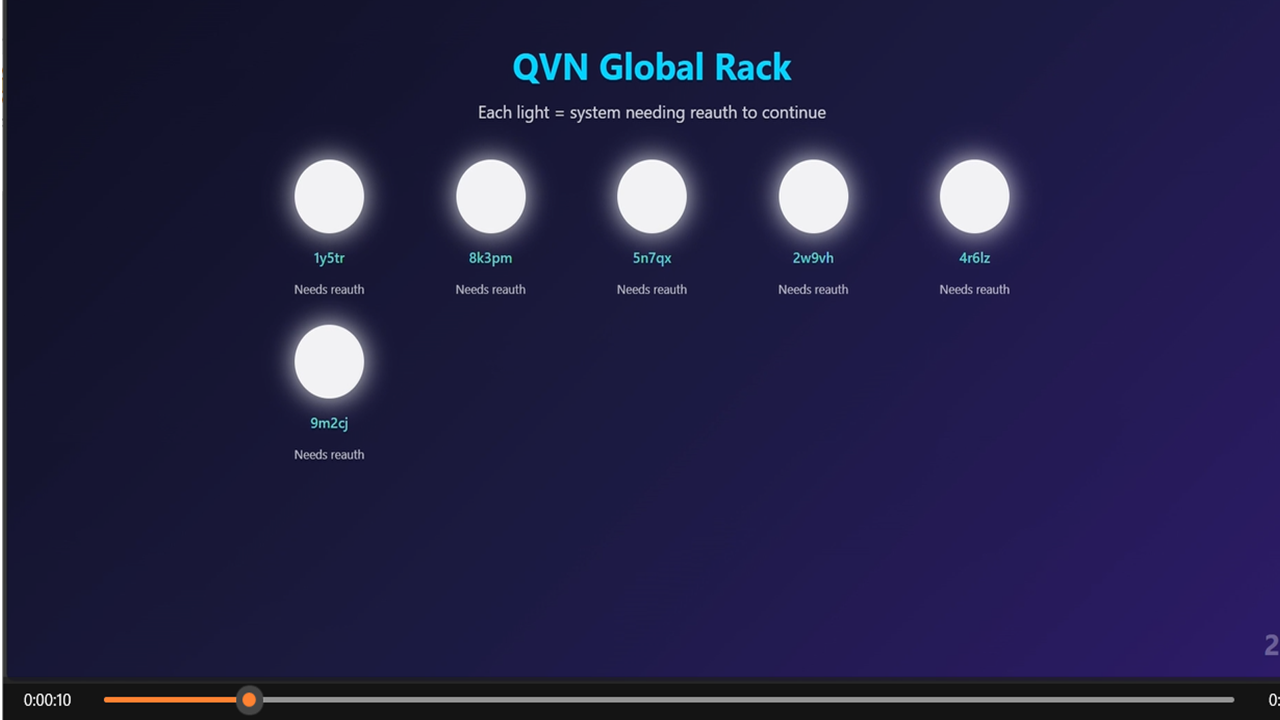 QVN Global Rack
Each light = system needing reauth to continue
1y5tr 8k3pm 5n7qx 2w9vh 4r6lz
Needs reauth Needs reauth Needs reauth Needs reauth Needs reauth
9m2cj
Needs reauth
2
0:00:10 0: